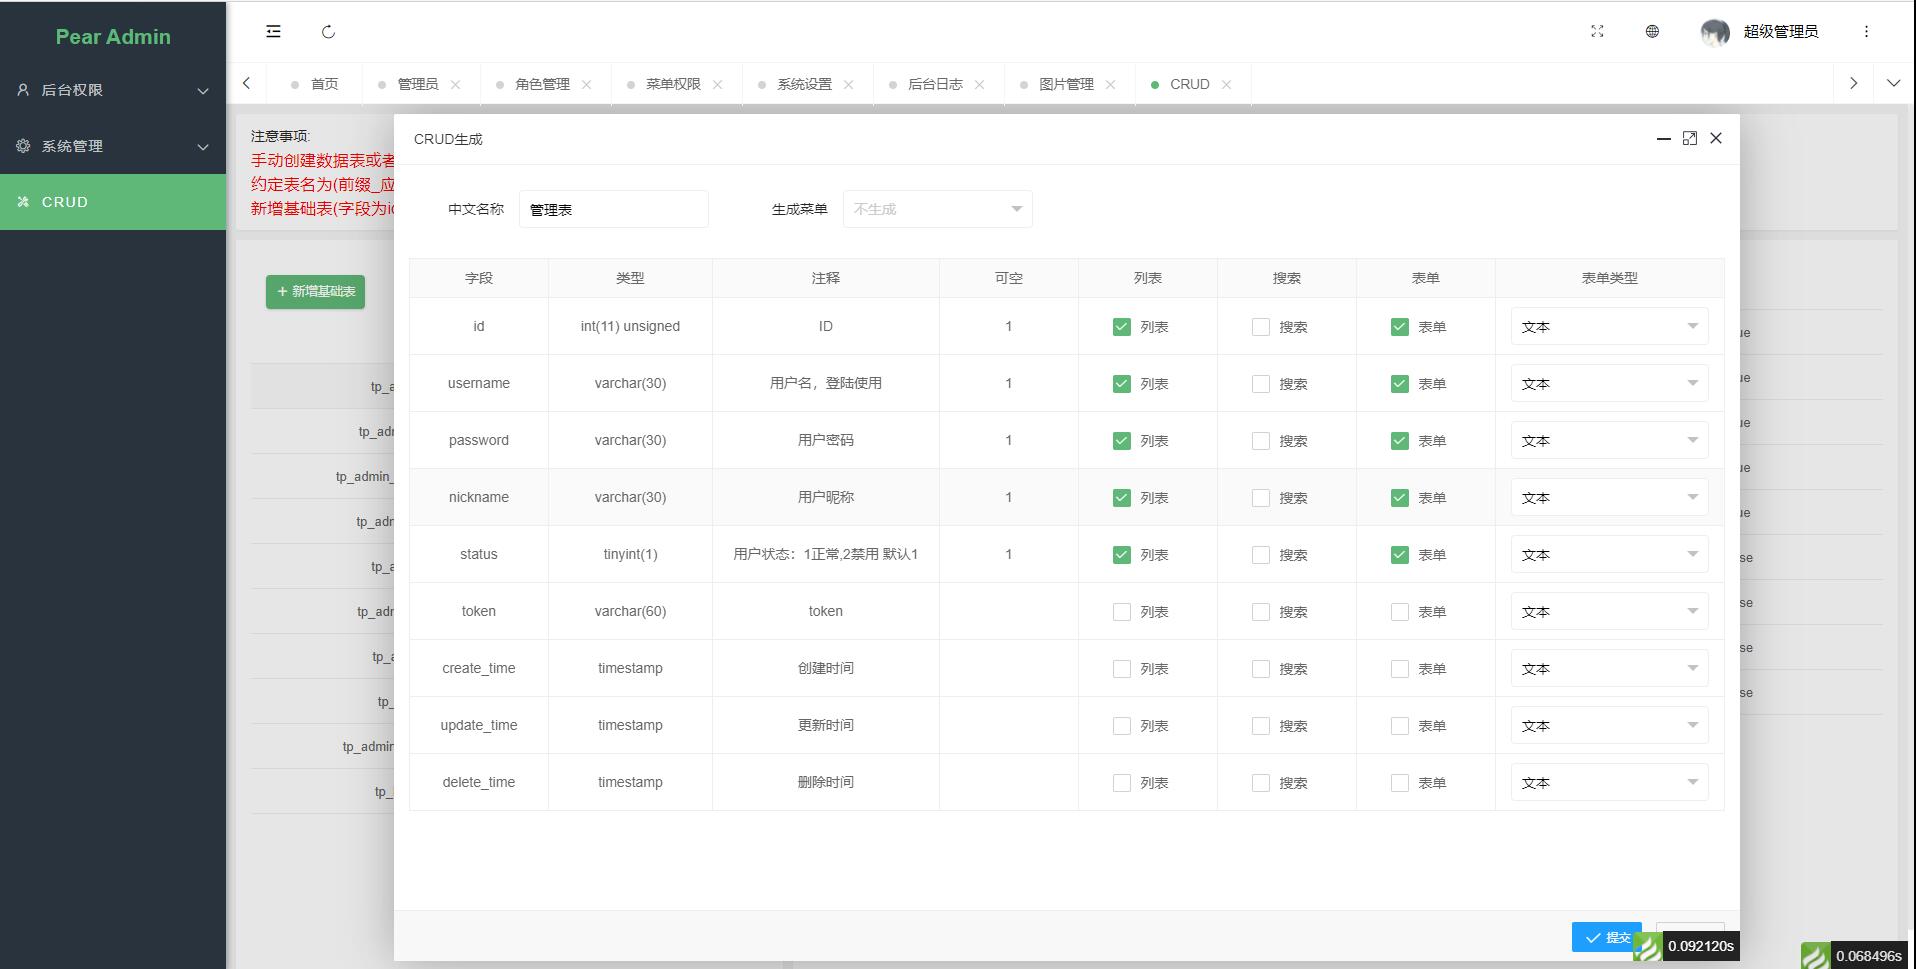 Pear Admin
后台权限
系统管理
CRUD
超级管理员
首页
管理员
角色管理
菜单权限
系统设置
后台日志
图片管理
CRUD
注意事项:
手动创建数据表或者
约定表名为(前缀_应
新增基础表(字段为i
新增基础表
tp_a
tp_adn
tp_admin_
tp_adn
tp_a
tp_adn
tp_a
tp_
tp_admin
tp_
ue
ue
ue
ue
ue
se
se
se
se
CRUD生成
中文名称 管理表 生成菜单 不生成
字段 类型 注释 可空 列表 搜索 表单 表单类型
id int(11) unsigned ID 1 列表 搜索 表单 文本
username varchar(30) 用户名，登陆使用 1 列表 搜索 表单 文本
password varchar(30) 用户密码 1 列表 搜索 表单 文本
nickname varchar(30) 用户昵称 1 列表 搜索 表单 文本
status tinyint(1) 用户状态：1正常,2禁用 默认1 1 列表 搜索 表单 文本
token varchar(60) token 列表 搜索 表单 文本
create_time timestamp 创建时间 列表 搜索 表单 文本
update_time timestamp 更新时间 列表 搜索 表单 文本
delete_time timestamp 删除时间 列表 搜索 表单 文本
提交
0.092120s
0.068496s